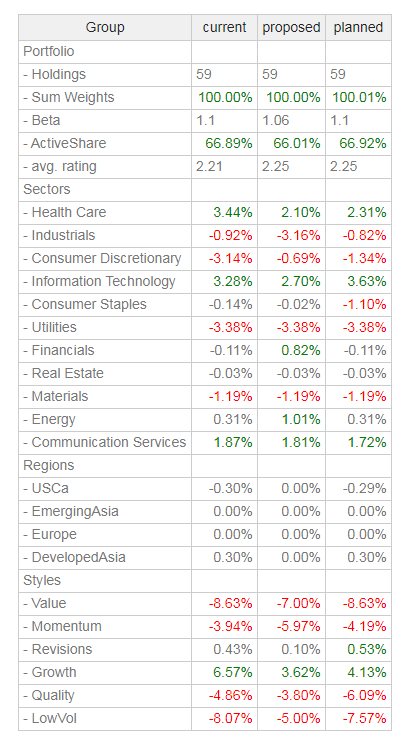 Group current proposed planned
Portfolio
- Holdings 59 59 59
- Sum Weights 100.00% 100.00% 100.01%
- Beta 1.1 1.06 1.1
- ActiveShare 66.89% 66.01% 66.92%
- avg. rating 2.21 2.25 2.25
Sectors
- Health Care 3.44% 2.10% 2.31%
- Industrials -0.92% -3.16% -0.82%
- Consumer Discretionary -3.14% -0.69% -1.34%
- Information Technology 3.28% 2.70% 3.63%
- Consumer Staples -0.14% -0.02% -1.10%
- Utilities -3.38% -3.38% -3.38%
- Financials -0.11% 0.82% -0.11%
- Real Estate -0.03% -0.03% -0.03%
- Materials -1.19% -1.19% -1.19%
- Energy 0.31% 1.01% 0.31%
- Communication Services 1.87% 1.81% 1.72%
Regions
- USCa -0.30% 0.00% -0.29%
- EmergingAsia 0.00% 0.00% 0.00%
- Europe 0.00% 0.00% 0.00%
- DevelopedAsia 0.30% 0.00% 0.30%
Styles
- Value -8.63% -7.00% -8.63%
- Momentum -3.94% -5.97% -4.19%
- Revisions 0.43% 0.10% 0.53%
- Growth 6.57% 3.62% 4.13%
- Quality -4.86% -3.80% -6.09%
- LowVol -8.07% -5.00% -7.57%